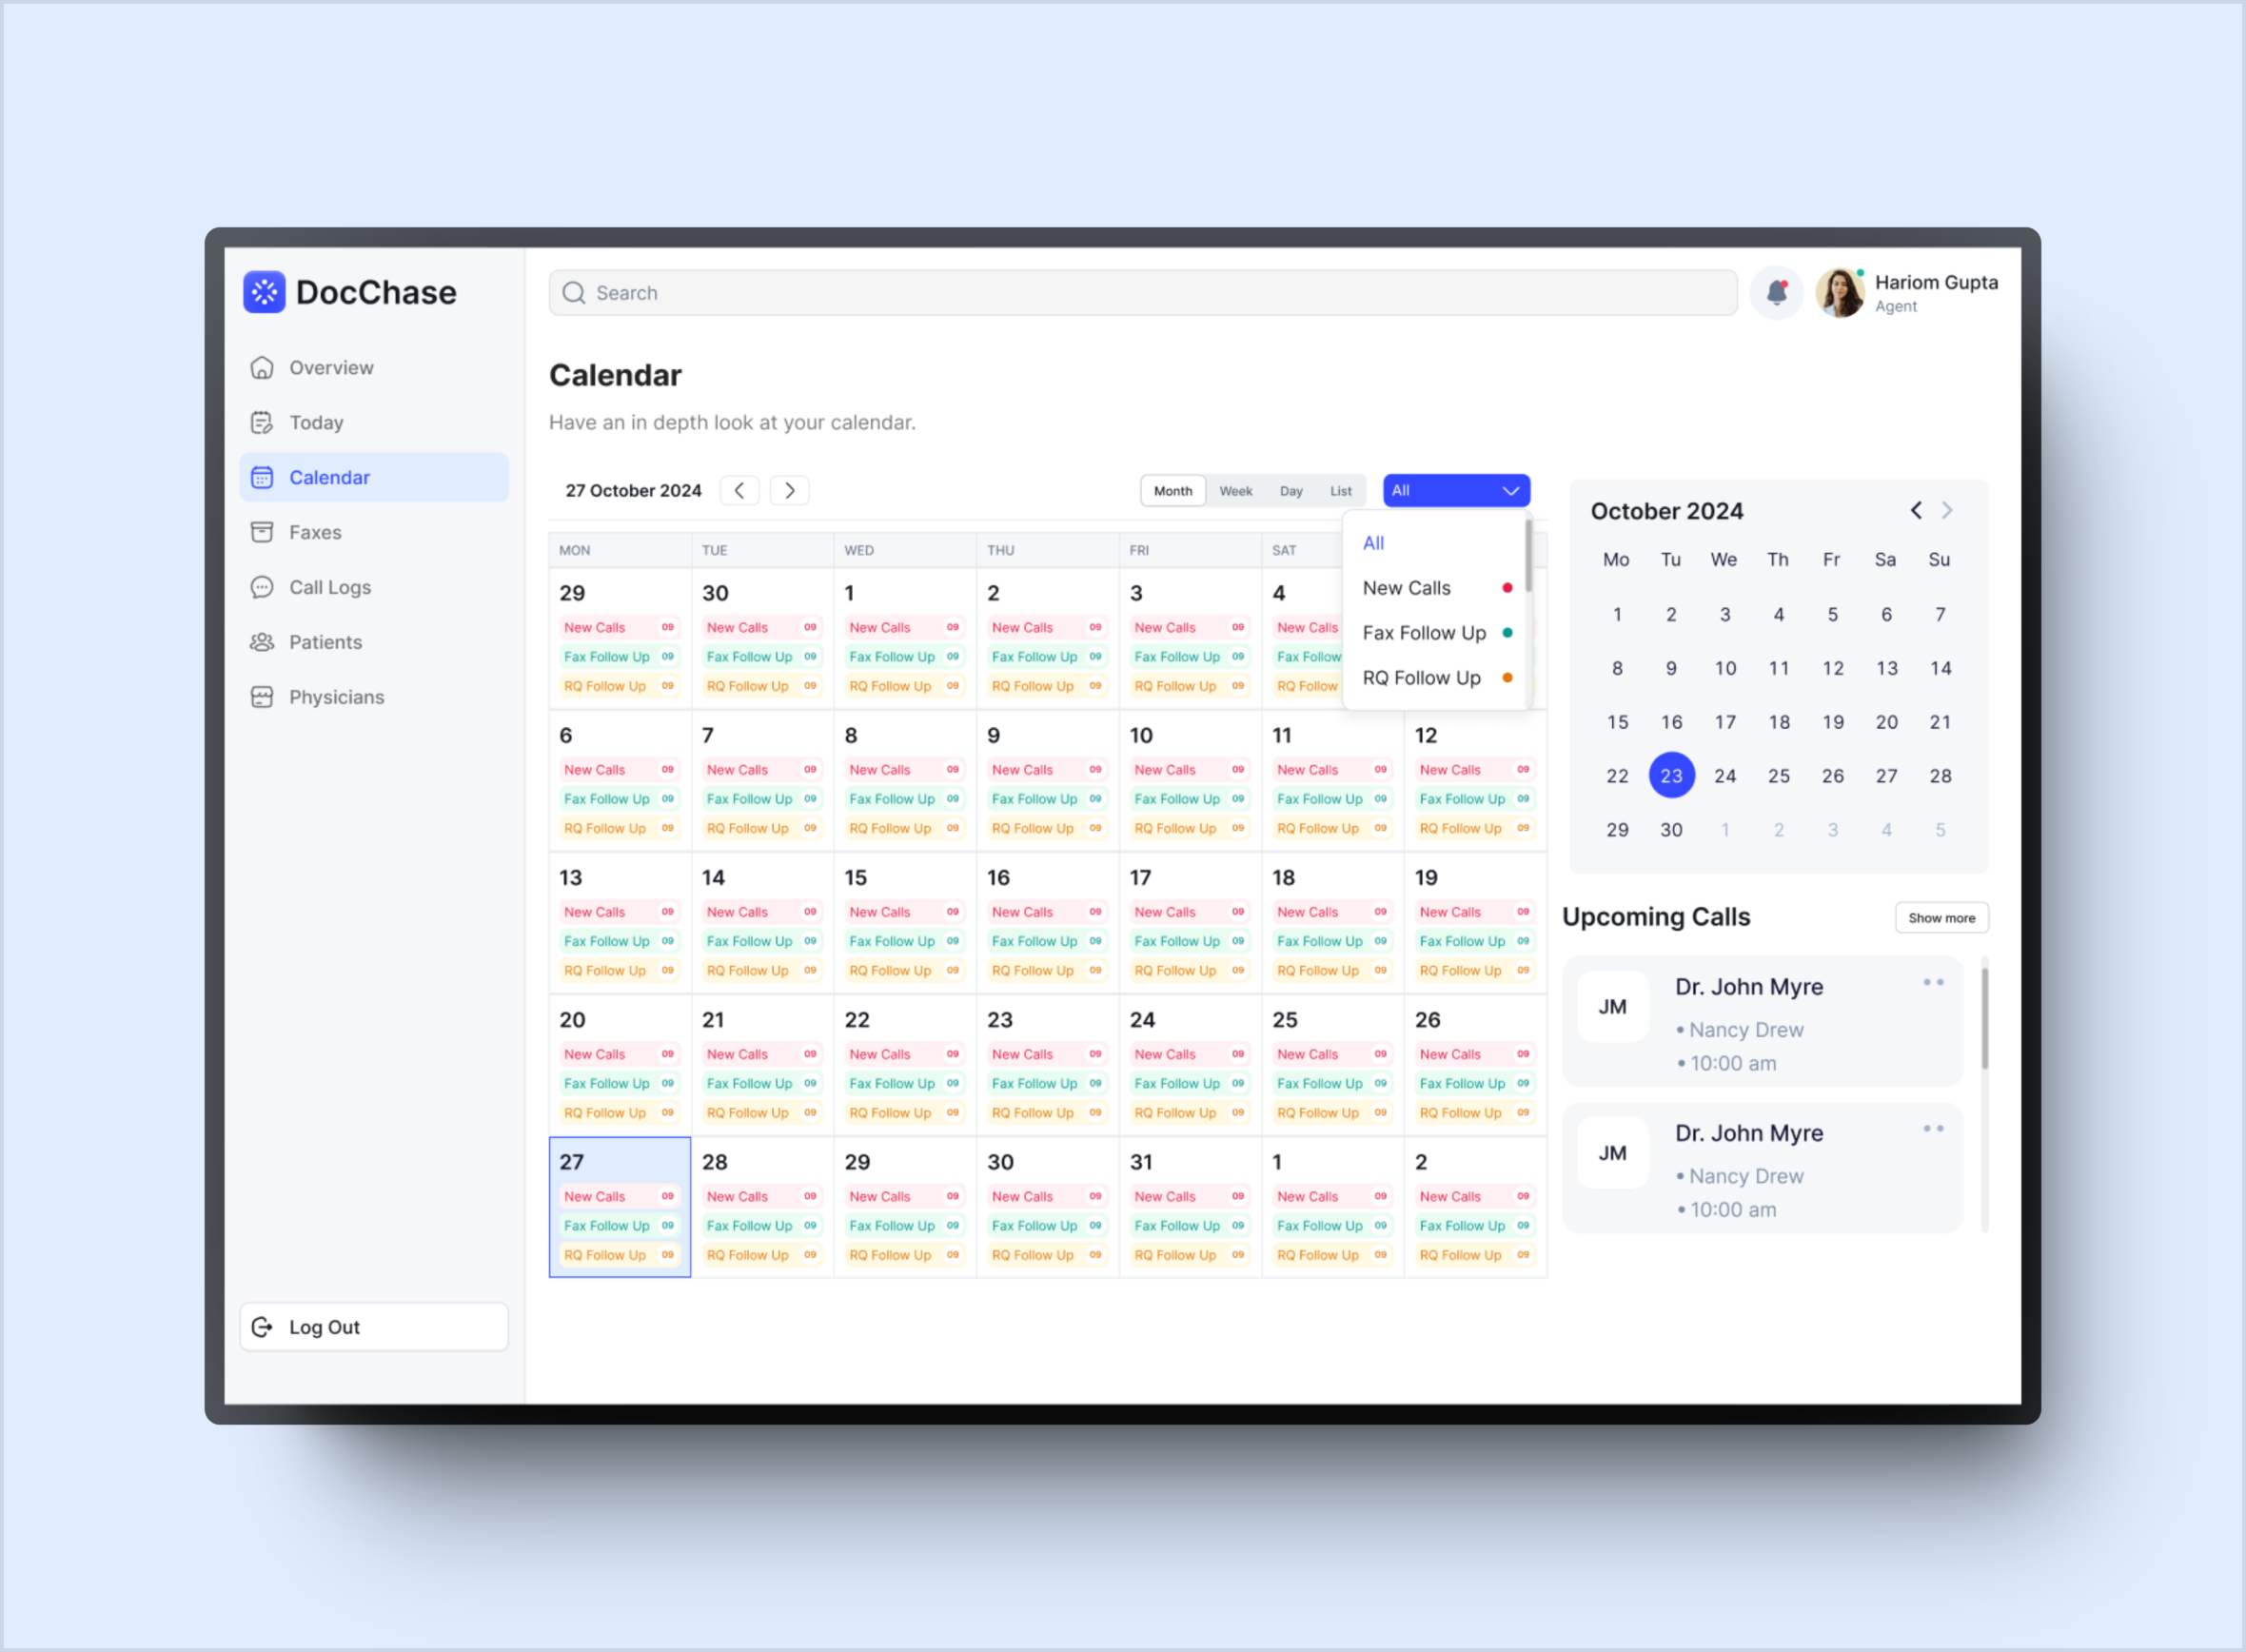 DocChase
Overview
Today
Calendar
Faxes
Call Logs
Patients
Physicians
Log Out
Search
Hariom Gupta
Agent
Calendar
Have an in depth look at your calendar.
27 October 2024
Month Week Day List
All
All
New Calls
Fax Follow Up
RQ Follow Up
MON TUE WED THU FRI SAT
29 30 1 2 3 4
New Calls 09 New Calls 09 New Calls 09 New Calls 09 New Calls 09 New Calls
Fax Follow Up 09 Fax Follow Up 09 Fax Follow Up 09 Fax Follow Up 09 Fax Follow Up 09 Fax Follow
RQ Follow Up 09 RQ Follow Up 09 RQ Follow Up 09 RQ Follow Up 09 RQ Follow Up 09 RQ Follow
6 7 8 9 10 11 12
New Calls 09 New Calls 09 New Calls 09 New Calls 09 New Calls 09 New Calls 09 New Calls 09
Fax Follow Up 09 Fax Follow Up 09 Fax Follow Up 09 Fax Follow Up 09 Fax Follow Up 09 Fax Follow Up 09 Fax Follow Up 09
RQ Follow Up 09 RQ Follow Up 09 RQ Follow Up 09 RQ Follow Up 09 RQ Follow Up 09 RQ Follow Up 09 RQ Follow Up 09
13 14 15 16 17 18 19
New Calls 09 New Calls 09 New Calls 09 New Calls 09 New Calls 09 New Calls 09 New Calls 09
Fax Follow Up 09 Fax Follow Up 09 Fax Follow Up 09 Fax Follow Up 09 Fax Follow Up 09 Fax Follow Up 09 Fax Follow Up 09
RQ Follow Up 09 RQ Follow Up 09 RQ Follow Up 09 RQ Follow Up 09 RQ Follow Up 09 RQ Follow Up 09 RQ Follow Up 09
20 21 22 23 24 25 26
New Calls 09 New Calls 09 New Calls 09 New Calls 09 New Calls 09 New Calls 09 New Calls 09
Fax Follow Up 09 Fax Follow Up 09 Fax Follow Up 09 Fax Follow Up 09 Fax Follow Up 09 Fax Follow Up 09 Fax Follow Up 09
RQ Follow Up 09 RQ Follow Up 09 RQ Follow Up 09 RQ Follow Up 09 RQ Follow Up 09 RQ Follow Up 09 RQ Follow Up 09
27 28 29 30 31 1 2
New Calls 09 New Calls 09 New Calls 09 New Calls 09 New Calls 09 New Calls 09 New Calls 09
Fax Follow Up 09 Fax Follow Up 09 Fax Follow Up 09 Fax Follow Up 09 Fax Follow Up 09 Fax Follow Up 09 Fax Follow Up 09
RQ Follow Up 09 RQ Follow Up 09 RQ Follow Up 09 RQ Follow Up 09 RQ Follow Up 09 RQ Follow Up 09 RQ Follow Up 09
October 2024
Mo Tu We Th Fr Sa Su
1 2 3 4 5 6 7
8 9 10 11 12 13 14
15 16 17 18 19 20 21
22 23 24 25 26 27 28
29 30 1 2 3 4 5
Upcoming Calls
Show more
JM
Dr. John Myre
• Nancy Drew
• 10:00 am
JM
Dr. John Myre
• Nancy Drew
• 10:00 am